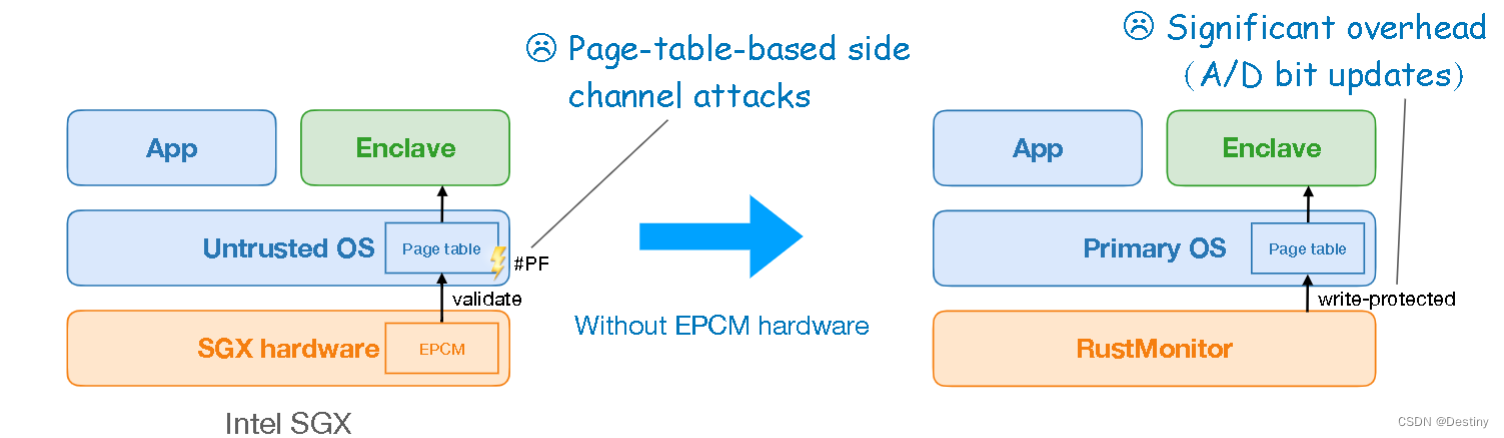 ☹ Page-table-based side
channel attacks
☹ Significant overhead
(A/D bit updates)
App
Enclave
Untrusted OS
Page table
#PF
validate
SGX hardware
EPCM
Intel SGX
Without EPCM hardware
App
Enclave
Primary OS
Page table
write-protected
RustMonitor
CSDN @Destiny